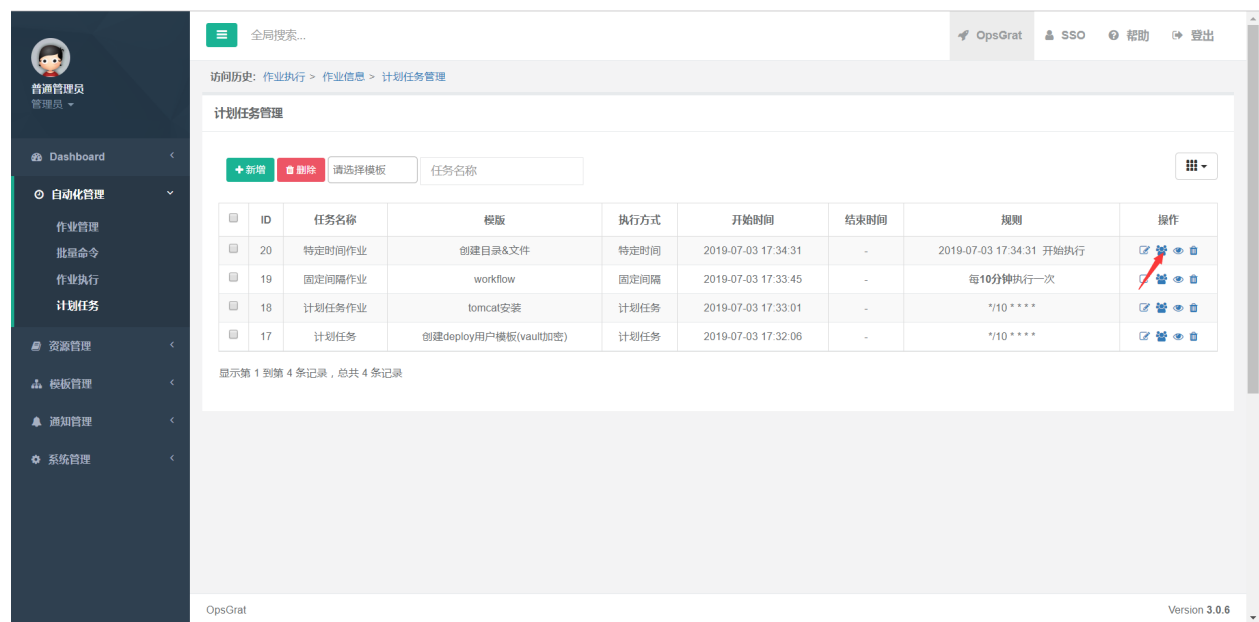 全局搜索...
OpsGrat
SSO
帮助
登出
普通管理员
管理员
访问历史: 作业执行 > 作业信息 > 计划任务管理
计划任务管理
Dashboard
自动化管理
作业管理
批量命令
作业执行
计划任务
资源管理
模板管理
通知管理
系统管理
新增 删除 请选择模板 任务名称
ID 任务名称 模版 执行方式 开始时间 结束时间 规则 操作
20 特定时间作业 创建目录&文件 特定时间 2019-07-03 17:34:31 - 2019-07-03 17:34:31 开始执行
19 固定间隔作业 workflow 固定间隔 2019-07-03 17:33:45 - 每10分钟执行一次
18 计划任务作业 tomcat安装 计划任务 2019-07-03 17:33:01 - */10 * * * *
17 计划任务 创建deploy用户模板(vault加密) 计划任务 2019-07-03 17:32:06 - */10 * * * *
显示第 1 到第 4 条记录，总共 4 条记录
OpsGrat
Version 3.0.6